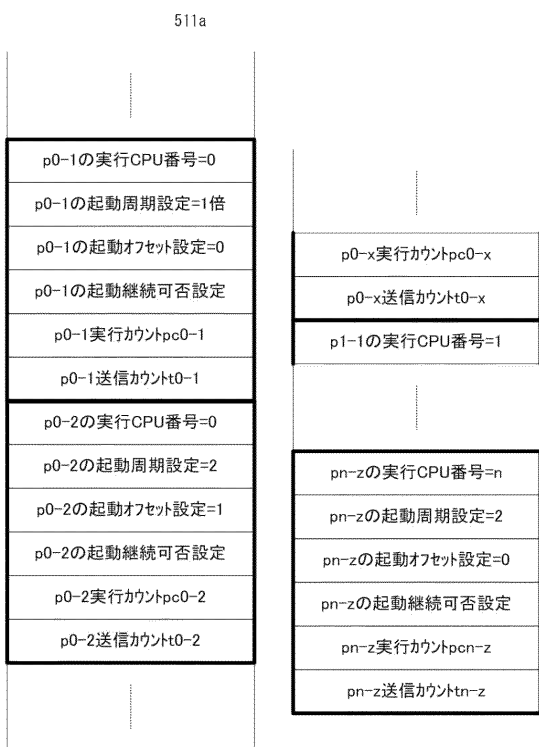 511a
p0-1の実行CPU番号=0
p0-1の起動周期設定=1倍
p0-1の起動オフセット設定=0
p0-1の起動継続可否設定
p0-1実行カウントpc0-1
p0-1送信カウントt0-1
p0-2の実行CPU番号=0
p0-2の起動周期設定=2
p0-2の起動オフセット設定=1
p0-2の起動継続可否設定
p0-2実行カウントpc0-2
p0-2送信カウントt0-2
p0-x実行カウントpc0-x
p0-x送信カウントt0-x
p1-1の実行CPU番号=1
pn-zの実行CPU番号=n
pn-zの起動周期設定=2
pn-zの起動オフセット設定=0
pn-zの起動継続可否設定
pn-z実行カウントpcn-z
pn-z送信カウントtn-z